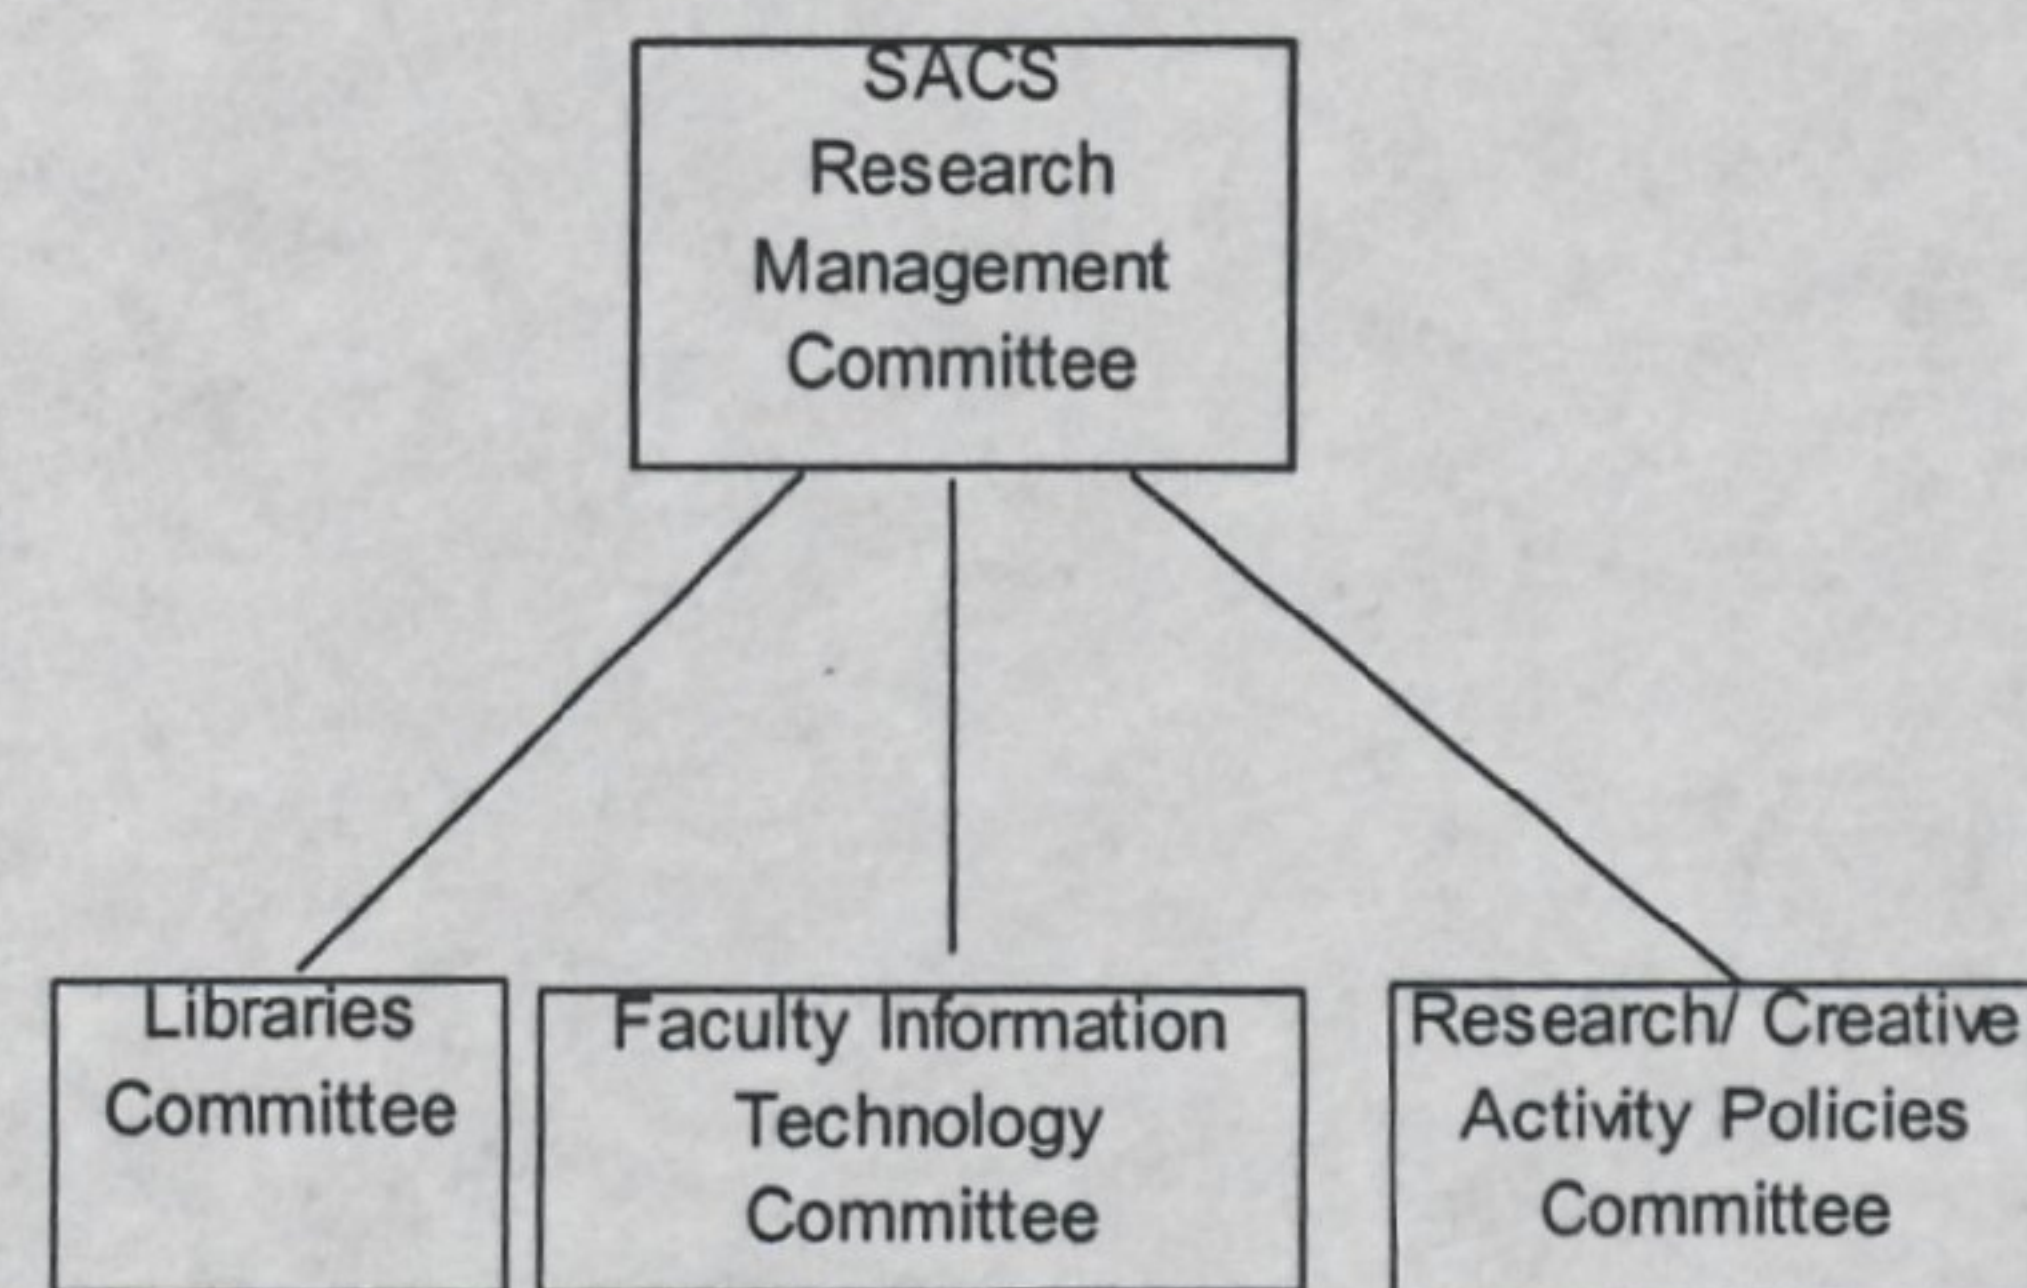 SACS
Research
Management
Committee
Libraries
Committee
Faculty Information
Technology
Committee
Research/ Creative
Activity Policies
Committee